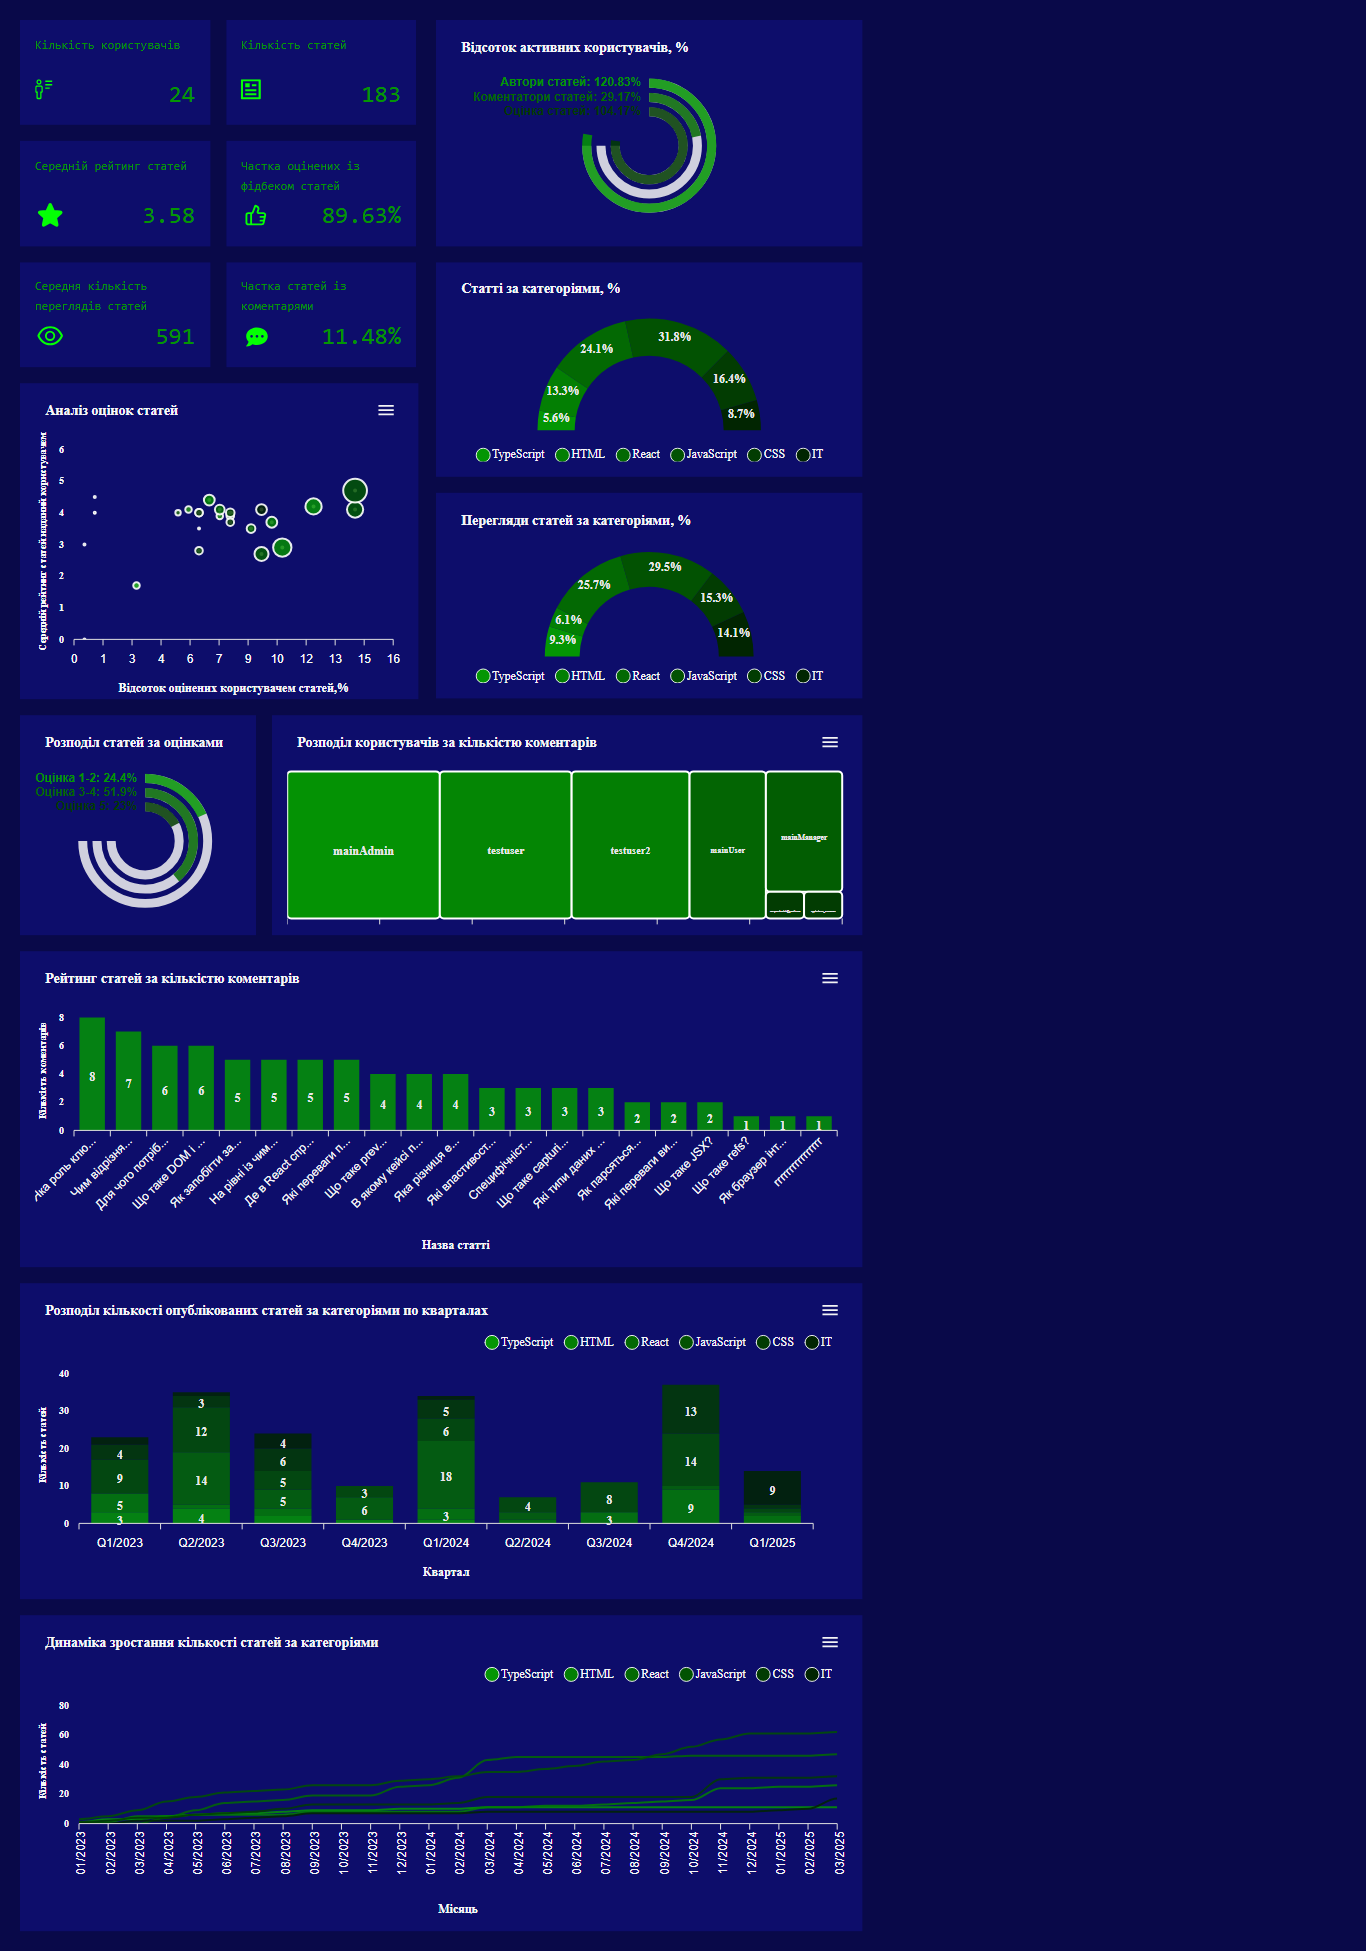 Кількість користувачів
24
Кількість статей
183
Середній рейтинг статей
3.58
Частка оцінених із
фідбеком статей
89.63%
Середня кількість
переглядів статей
591
Частка статей із
коментарями
11.48%
Відсоток активних користувачів, %
Автори статей: 120.83%
Коментатори статей: 29.17%
Оцінка статей: 104.17%
Статті за категоріями, %
5.6%
13.3%
24.1%
31.8%
16.4%
8.7%
TypeScript HTML React JavaScript CSS IT
Аналіз оцінок статей
Середній рейтинг статей наданий користувачем
6
5
4
3
2
1
0
0 1 3 4 6 7 9 10 12 13 15 16
Відсоток оцінених користувачем статей,%
Перегляди статей за категоріями, %
9.3%
6.1%
25.7%
29.5%
15.3%
14.1%
TypeScript HTML React JavaScript CSS IT
Розподіл статей за оцінками
Оцінка 1-2: 24.4%
Оцінка 3-4: 51.9%
Оцінка 5: 23%
Розподіл користувачів за кількістю коментарів
mainAdmin
testuser
testuser2
mainUser
mainManager
Рейтинг статей за кількістю коментарів
Кількість коментарів
8
6
4
2
0
8 7 6 6 5 5 5 5 4 4 4 3 3 3 3 2 2 2 1 1 1
Яка роль клю...
Чим відрізня...
Для чого потріб...
Що таке DOM і ...
Як запобігти за...
На рівні із чим...
Де в React спр...
Які переваги п...
Що таке prev...
В якому кейсі п...
Яка різниця е...
Які властивост...
Специфічніст...
Що таке capturi...
Які типи даних ...
Як парсяться...
Які переваги ви...
Що таке JSX?
Що таке refs?
Як браузер інт...
Назва статті
Розподіл кількості опублікованих статей за категоріями по кварталах
TypeScript HTML React JavaScript CSS IT
Кількість статей
40
30
20
10
0
4
9
5
3
3
12
14
4
4
6
5
5
3
6
5
6
18
3
4
8
3
13
14
9
9
Q1/2023 Q2/2023 Q3/2023 Q4/2023 Q1/2024 Q2/2024 Q3/2024 Q4/2024 Q1/2025
Квартал
Динаміка зростання кількості статей за категоріями
TypeScript HTML React JavaScript CSS IT
Кількість статей
80
60
40
20
0
01/2023 02/2023 03/2023 04/2023 05/2023 06/2023 07/2023 08/2023 09/2023 10/2023 11/2023 12/2023 01/2024 02/2024 03/2024 04/2024 05/2024 06/2024 07/2024 08/2024 09/2024 10/2024 11/2024 12/2024 01/2025 02/2025 03/2025
Місяць